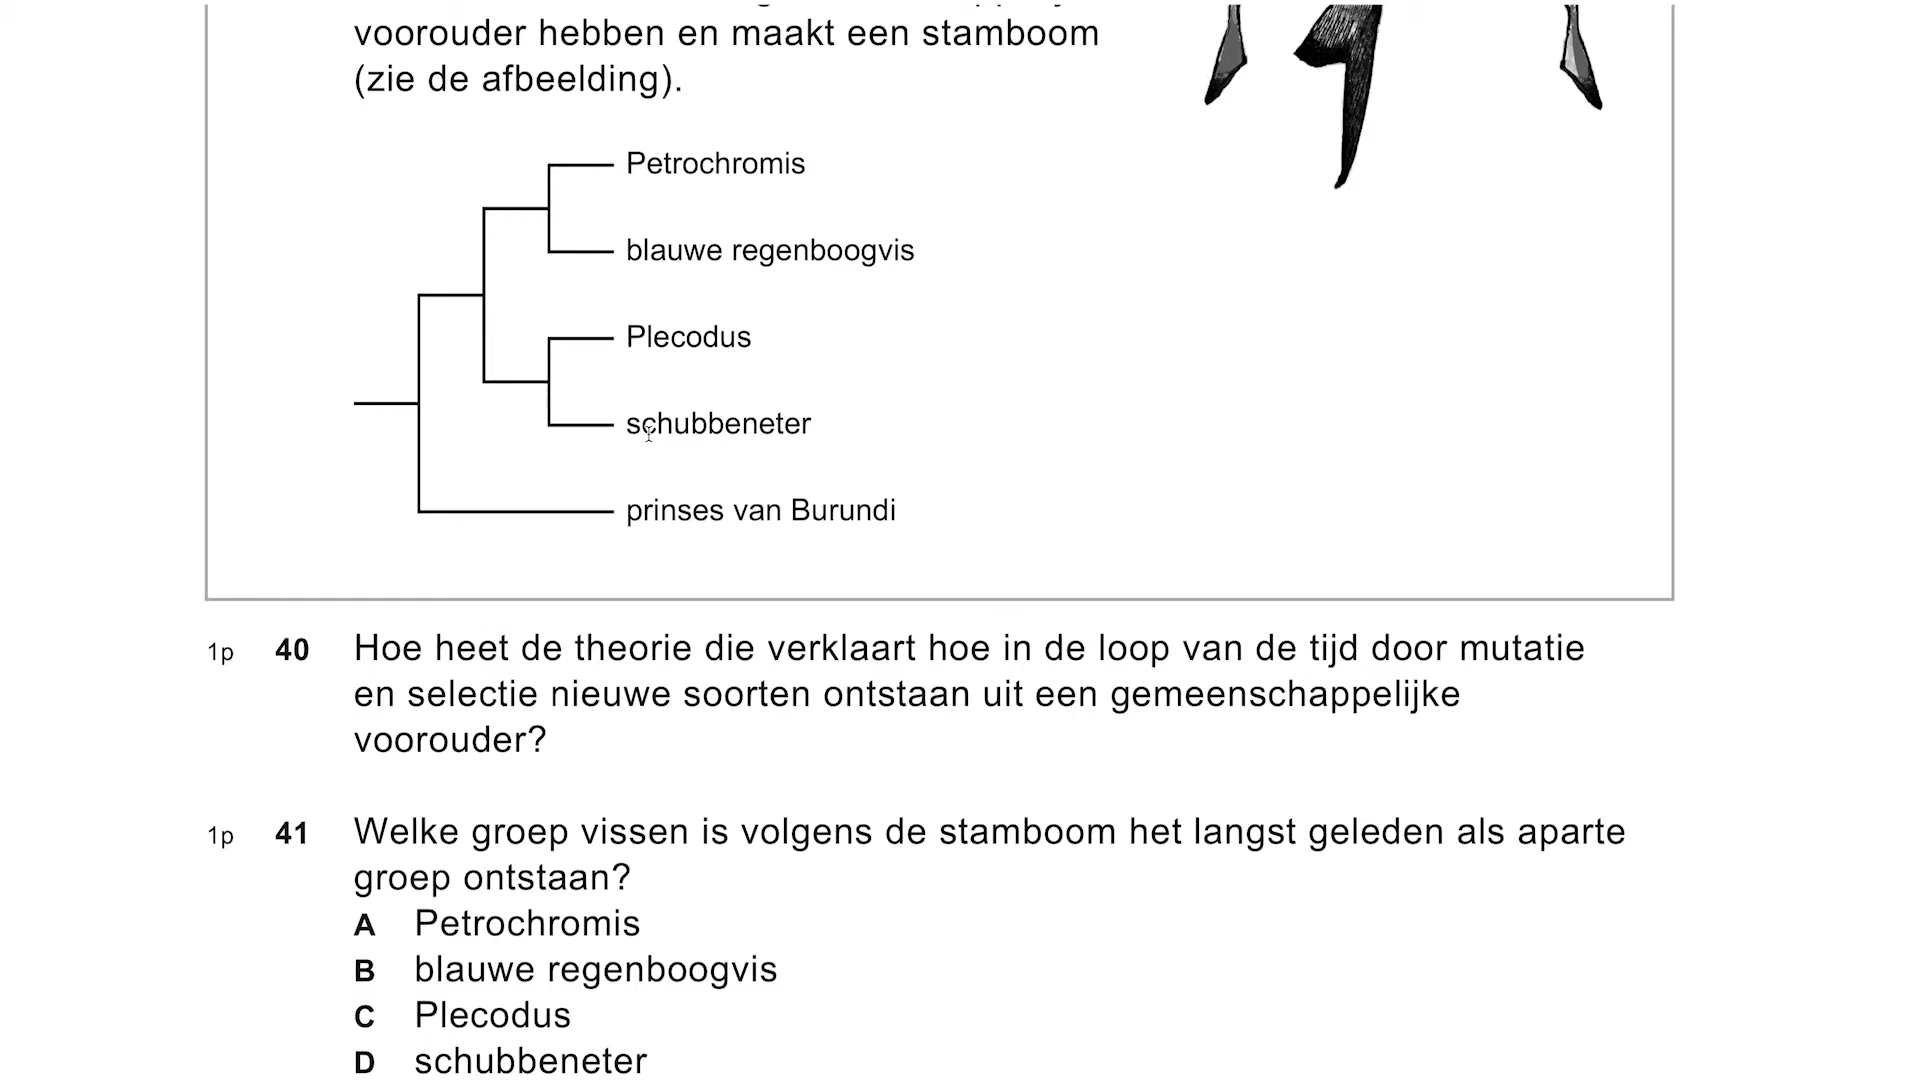 voorouder hebben en maakt een stamboom
(zie de afbeelding).
Petrochromis
blauwe regenboogvis
Plecodus
schubbeneter
prinses van Burundi
1p 40 Hoe heet de theorie die verklaart hoe in de loop van de tijd door mutatie
en selectie nieuwe soorten ontstaan uit een gemeenschappelijke
voorouder?
1p 41 Welke groep vissen is volgens de stamboom het langst geleden als aparte
groep ontstaan?
A Petrochromis
B blauwe regenboogvis
C Plecodus
D schubbeneter